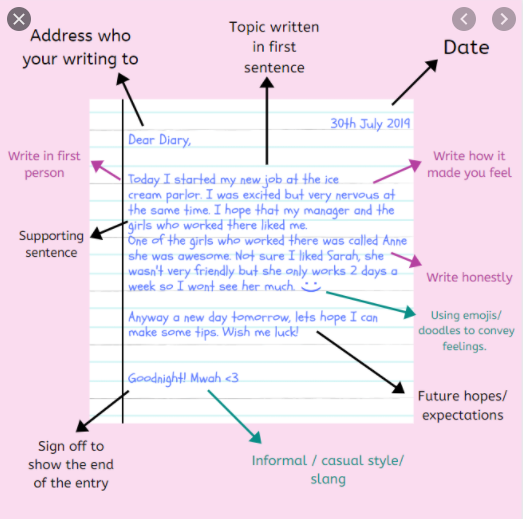 Address who
your writing to
Topic written
in first
sentence
Date
30th July 2019
Dear Diary,
Write in first
person
Write how it
made you feel
Today I started my new job at the ice
cream parlor. I was excited but very nervous at
the same time. I hope that my manager and the
girls who worked there liked me.
One of the girls who worked there was called Anne
she was awesome. Not sure I liked Sarah, she
wasn't very friendly but she only works 2 days a
week so I wont see her much.
Supporting
sentence
Write honestly
Using emojis/
doodles to convey
feelings.
Anyway a new day tomorrow, lets hope I can
make some tips. Wish me luck!
Goodnight! Mwah <3
Future hopes/
expectations
Sign off to
show the end
of the entry
Informal / casual style/
slang